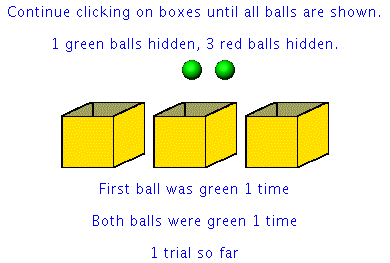 Continue clicking on boxes until all balls are shown.
1 green balls hidden, 3 red balls hidden.
First ball was green 1 time
Both balls were green 1 time
1 trial so far